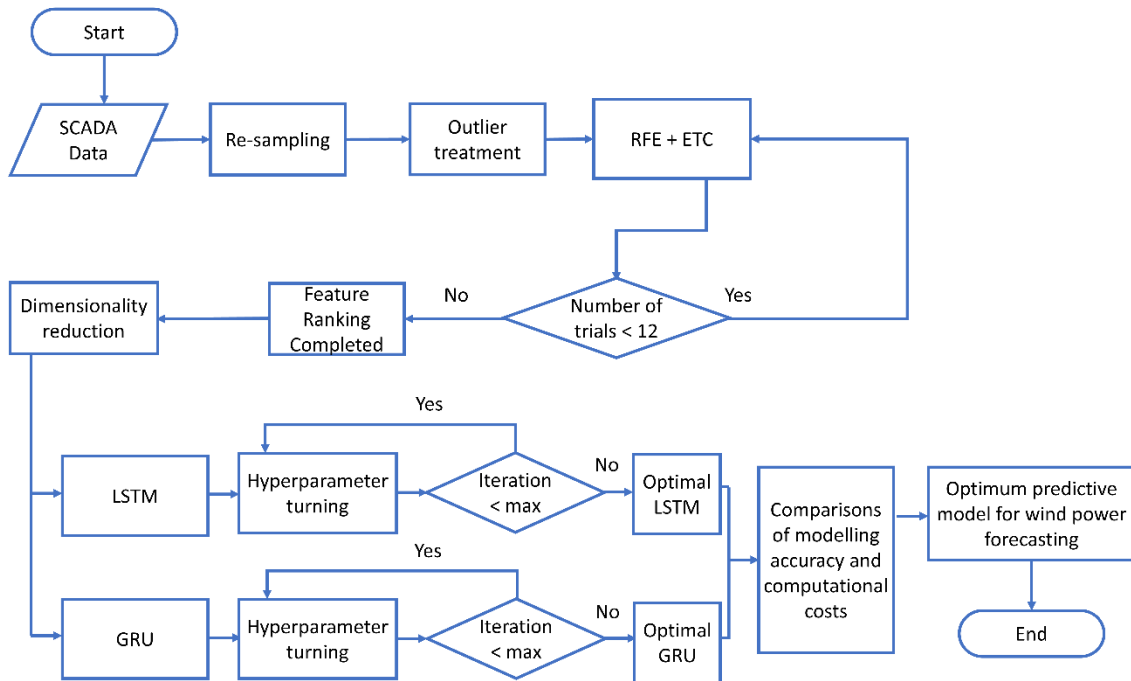 Start
SCADA
Data
Re-sampling
Outlier
treatment
RFE + ETC
Number of
trials < 12
Yes
No
Feature
Ranking
Completed
Dimensionality
reduction
LSTM
Hyperparameter
turning
Yes
Iteration
< max
No
Optimal
LSTM
GRU
Hyperparameter
turning
Yes
Iteration
< max
No
Optimal
GRU
Comparisons
of modelling
accuracy and
computational
costs
Optimum predictive
model for wind power
forecasting
End